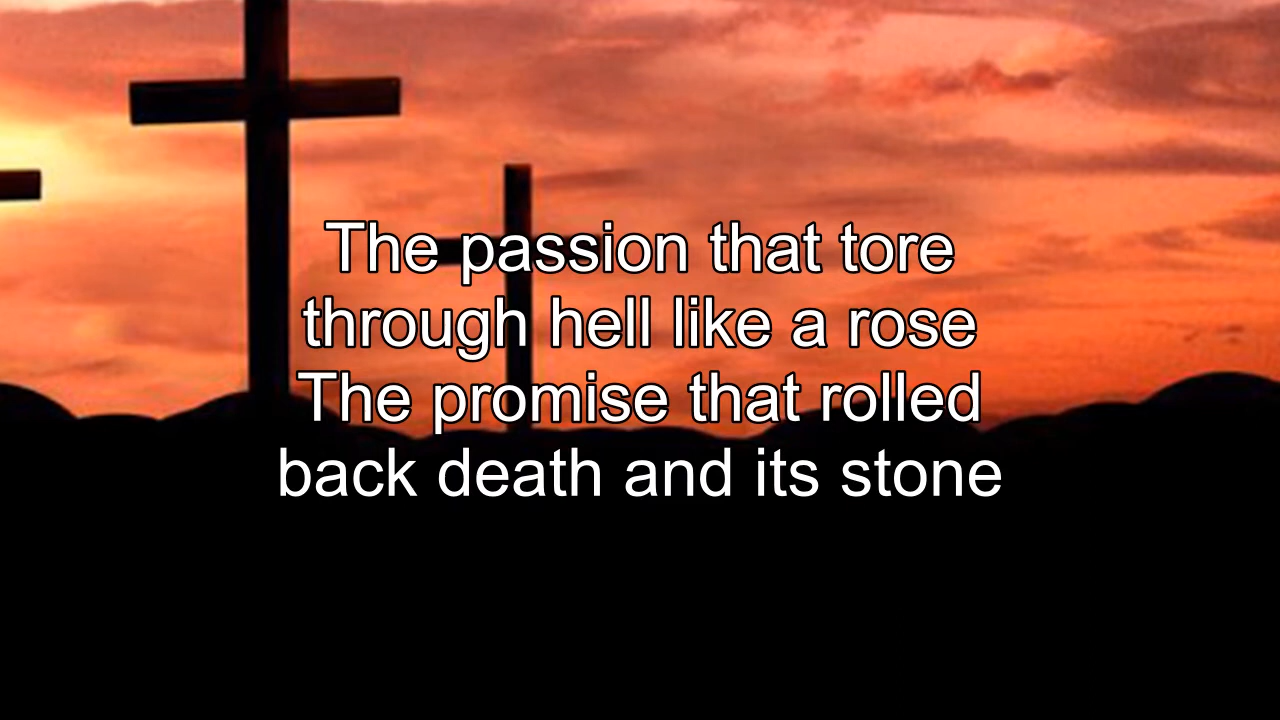 The passion that tore
through hell like a rose
The promise that rolled
back death and its stone